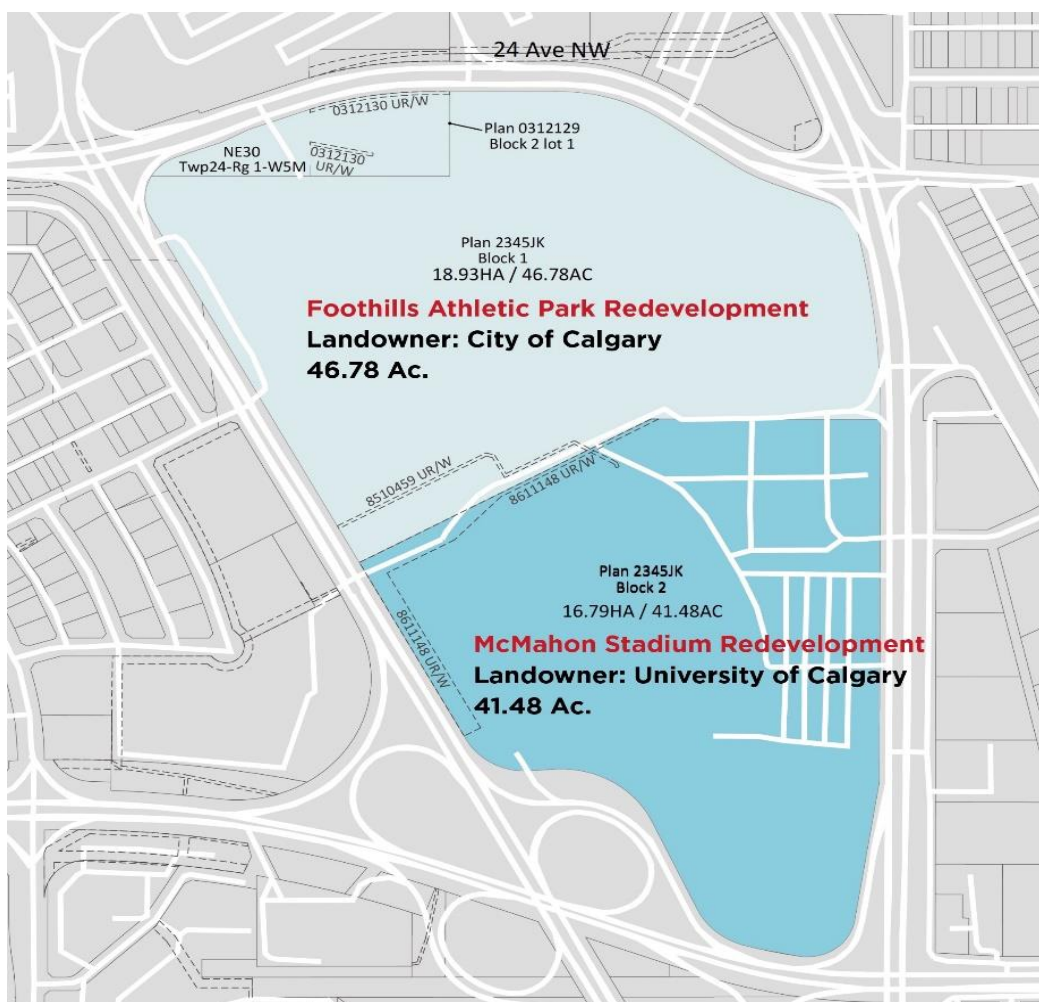 24 Ave NW
0312130 UR/W
Plan 0312129
Block 2 lot 1
NE30
Twp24-Rg 1-W5M
0312130
UR/W
Plan 2345JK
Block 1
18.93HA / 46.78AC
Foothills Athletic Park Redevelopment
Landowner: City of Calgary
46.78 Ac.
8510459 UR/W
8611148 UR/W
Plan 2345JK
Block 2
16.79HA / 41.48AC
8611148 UR/W
McMahon Stadium Redevelopment
Landowner: University of Calgary
41.48 Ac.